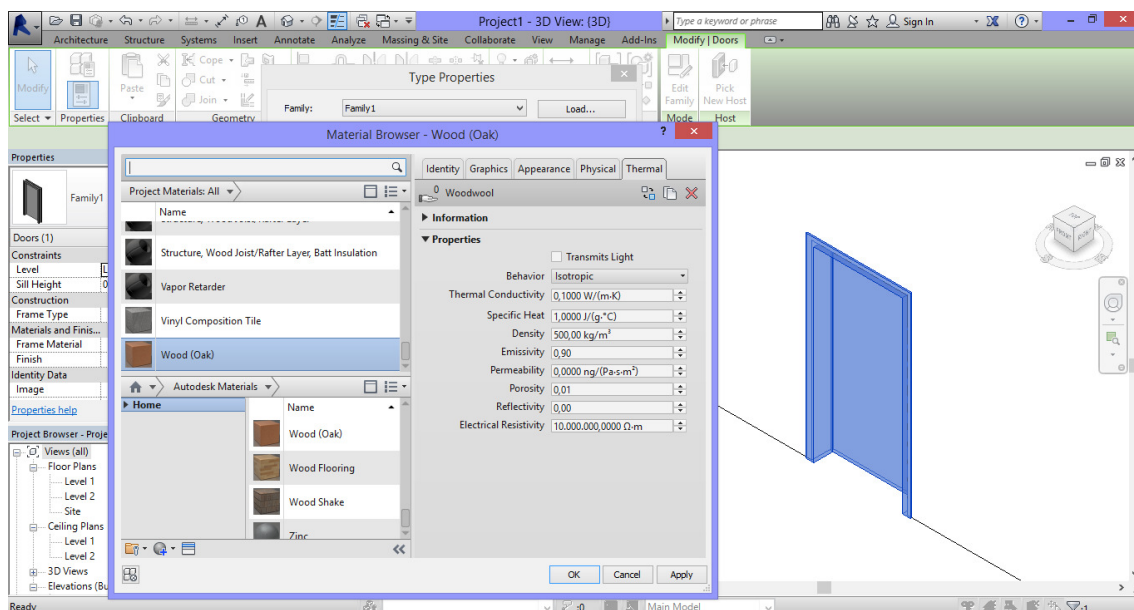 Project1 - 3D View: {3D}
Type a keyword or phrase
Sign In
Architecture Structure Systems Insert Annotate Analyze Massing & Site Collaborate View Manage Add-Ins Modify | Doors
Modify
Paste
Cope
Cut
Join
Edit Family
Pick New Host
Select Properties Clipboard Geometry Mode Host
Type Properties
Family: Family1 Load...
Material Browser - Wood (Oak)
Properties
Family1
Doors (1)
Constraints
Level L
Sill Height 0
Construction
Frame Type
Materials and Finis...
Frame Material
Finish
Identity Data
Image
Properties help
Project Browser - Proje
Views (all)
Floor Plans
Level 1
Level 2
Site
Ceiling Plans
Level 1
Level 2
3D Views
Elevations (Bu
Project Materials: All
Name
Structure, Wood Joist/Rafter Layer, Batt Insulation
Vapor Retarder
Vinyl Composition Tile
Wood (Oak)
Autodesk Materials
Home
Name
Wood (Oak)
Wood Flooring
Wood Shake
Zinc
Identity Graphics Appearance Physical Thermal
0 Woodwool
Information
Properties
Transmits Light
Behavior Isotropic
Thermal Conductivity 0,1000 W/(m·K)
Specific Heat 1,0000 J/(g·°C)
Density 500,00 kg/m³
Emissivity 0,90
Permeability 0,0000 ng/(Pa·s·m²)
Porosity 0,01
Reflectivity 0,00
Electrical Resistivity 10.000.000,0000 Ω·m
OK Cancel Apply
TOP
FRONT
Ready
:0
Main Model
:1